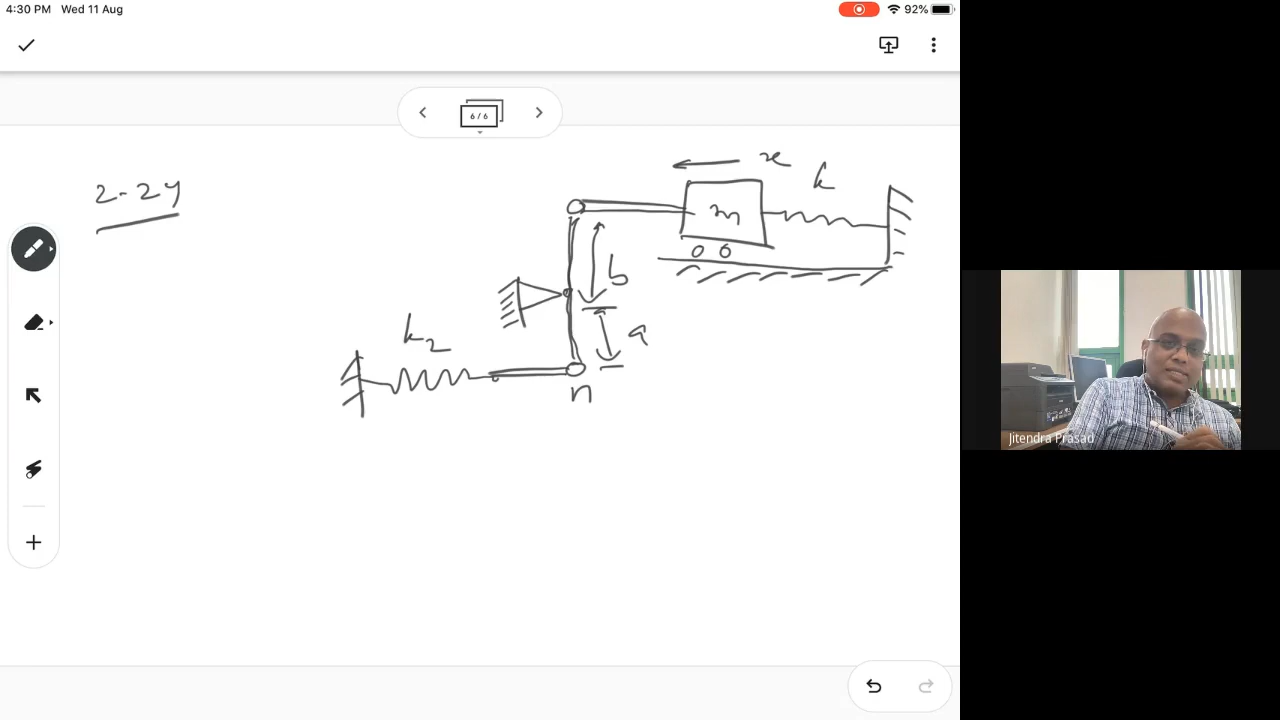 4:30 PM Wed 11 Aug
92%
6/6
2-24
x
k
m
b
a
k2
n
Jitendra Prasad